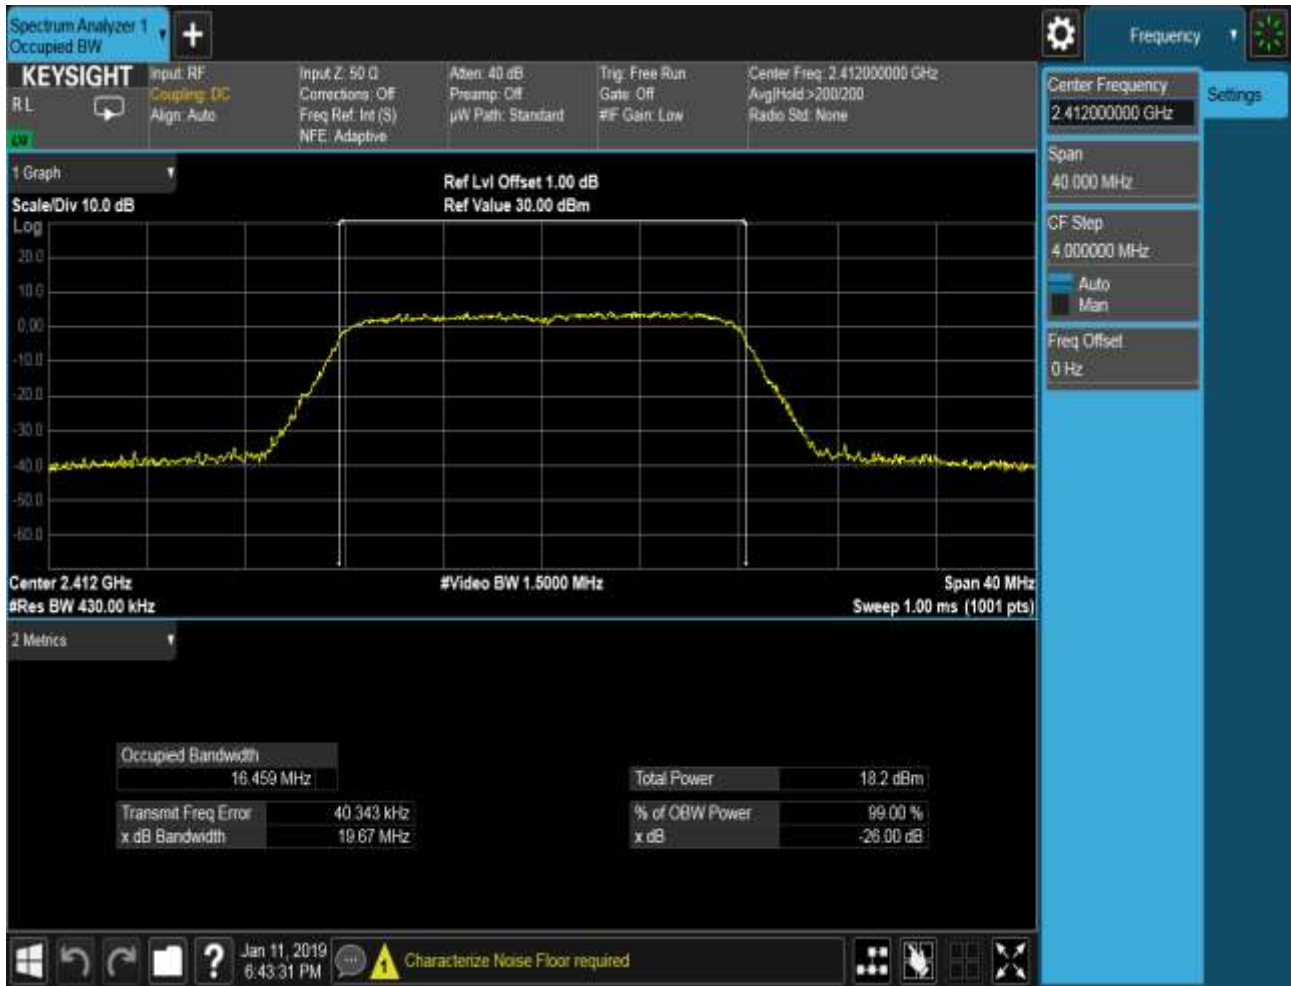 Spectrum Analyzer 1
Occupied BW
Frequency
KEYSIGHT
R L
LXI
Input: RF
Coupling: DC
Align: Auto
Input Z: 50 Ω
Corrections: Off
Freq Ref: Int (S)
NFE: Adaptive
Atten: 40 dB
Preamp: Off
µW Path: Standard
Trig: Free Run
Gate: Off
#IF Gain: Low
Center Freq: 2.412000000 GHz
Avg|Hold:>200/200
Radio Std: None
Center Frequency
2.412000000 GHz
Settings
Span
40.000 MHz
CF Step
4.000000 MHz
Auto
Man
Freq Offset
0 Hz
1 Graph
Scale/Div 10.0 dB
Ref Lvl Offset 1.00 dB
Ref Value 30.00 dBm
Log
20.0
10.0
0.00
-10.0
-20.0
-30.0
-40.0
-50.0
-60.0
Center 2.412 GHz
#Video BW 1.5000 MHz
Span 40 MHz
#Res BW 430.00 kHz
Sweep 1.00 ms (1001 pts)
2 Metrics
Occupied Bandwidth
16.459 MHz
Total Power 18.2 dBm
Transmit Freq Error 40.343 kHz
% of OBW Power 99.00 %
x dB Bandwidth 19.67 MHz
x dB -26.00 dB
Jan 11, 2019
6:43:31 PM
1
Characterize Noise Floor required